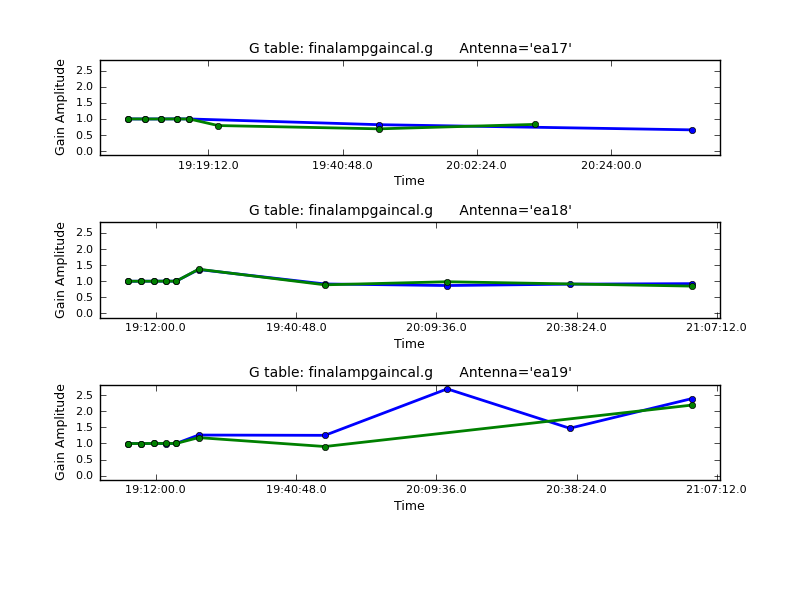 G table: finalampgaincal.g Antenna='ea17'
Gain Amplitude
2.5
2.0
1.5
1.0
0.5
0.0
19:19:12.0 19:40:48.0 20:02:24.0 20:24:00.0
Time
G table: finalampgaincal.g Antenna='ea18'
Gain Amplitude
2.5
2.0
1.5
1.0
0.5
0.0
19:12:00.0 19:40:48.0 20:09:36.0 20:38:24.0 21:07:12.0
Time
G table: finalampgaincal.g Antenna='ea19'
Gain Amplitude
2.5
2.0
1.5
1.0
0.5
0.0
19:12:00.0 19:40:48.0 20:09:36.0 20:38:24.0 21:07:12.0
Time